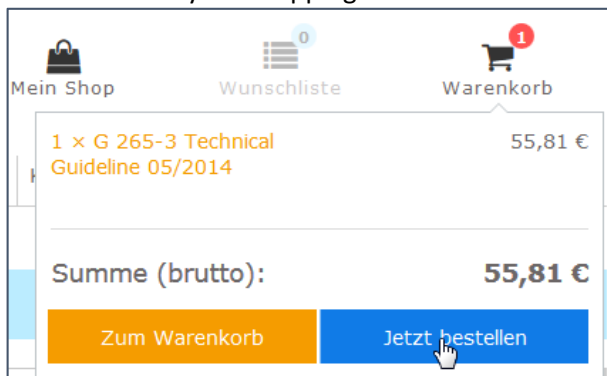 0
1
Mein Shop
Wunschliste
Warenkorb
1 × G 265-3 Technical 55,81 €
Guideline 05/2014
Summe (brutto): 55,81 €
Zum Warenkorb
Jetzt bestellen